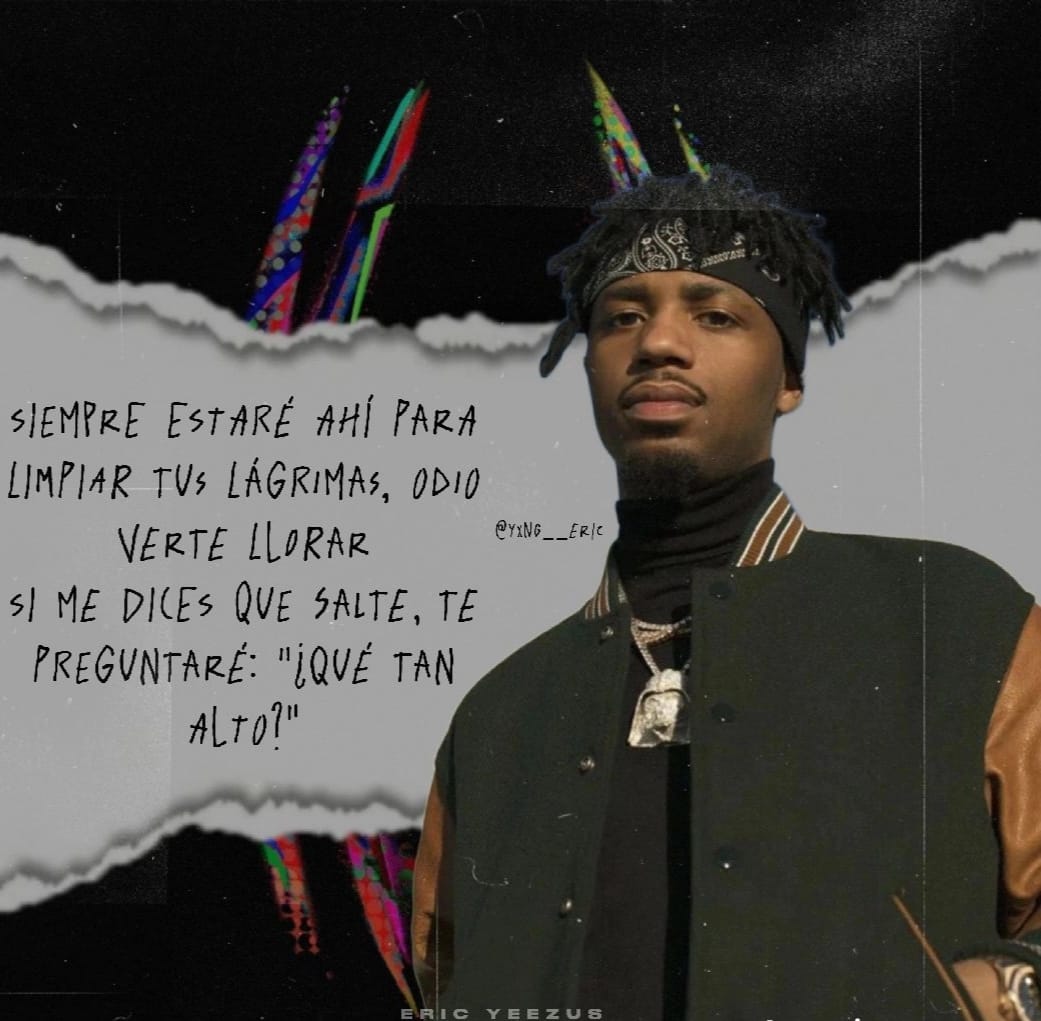 SIEMPRE ESTARÉ AHÍ PARA
LIMPIAR TUS LÁGRIMAS, ODIO
VERTE LLORAR
SI ME DICES QUE SALTE, TE
PREGUNTARÉ: "¿QUÉ TAN
ALTO?"
@YXNG__ERIC
ERIC YEEZUS